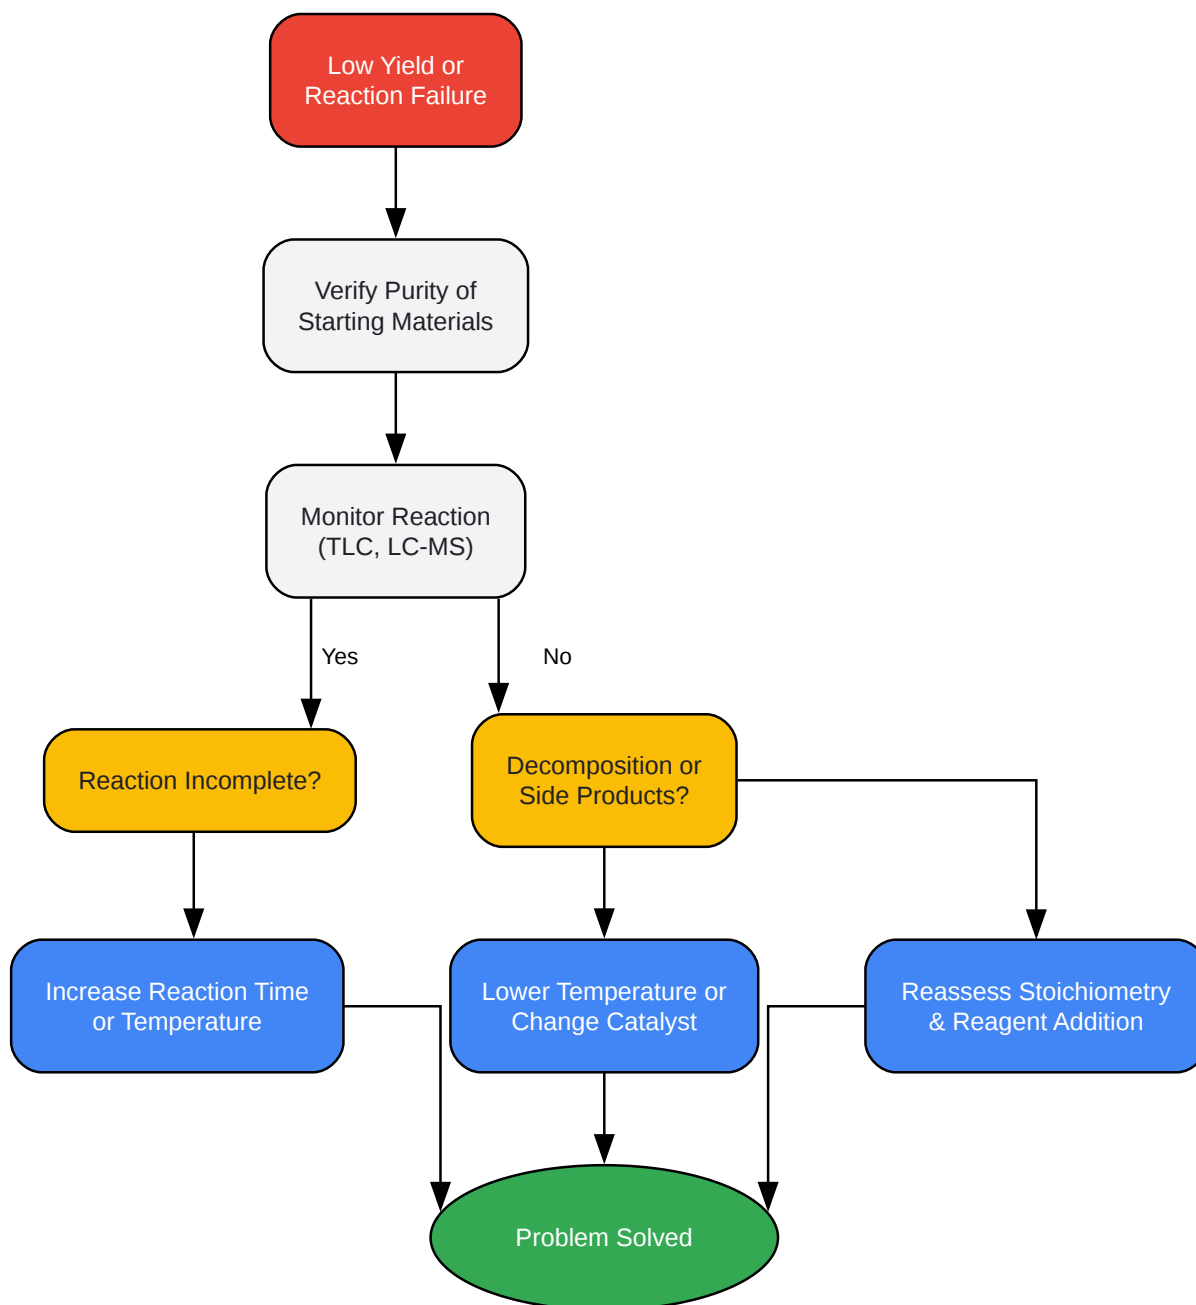 Low Yield or
Reaction Failure
Verify Purity of
Starting Materials
Monitor Reaction
(TLC, LC-MS)
Yes
No
Reaction Incomplete?
Decomposition or
Side Products?
Increase Reaction Time
or Temperature
Lower Temperature or
Change Catalyst
Reassess Stoichiometry
& Reagent Addition
Problem Solved